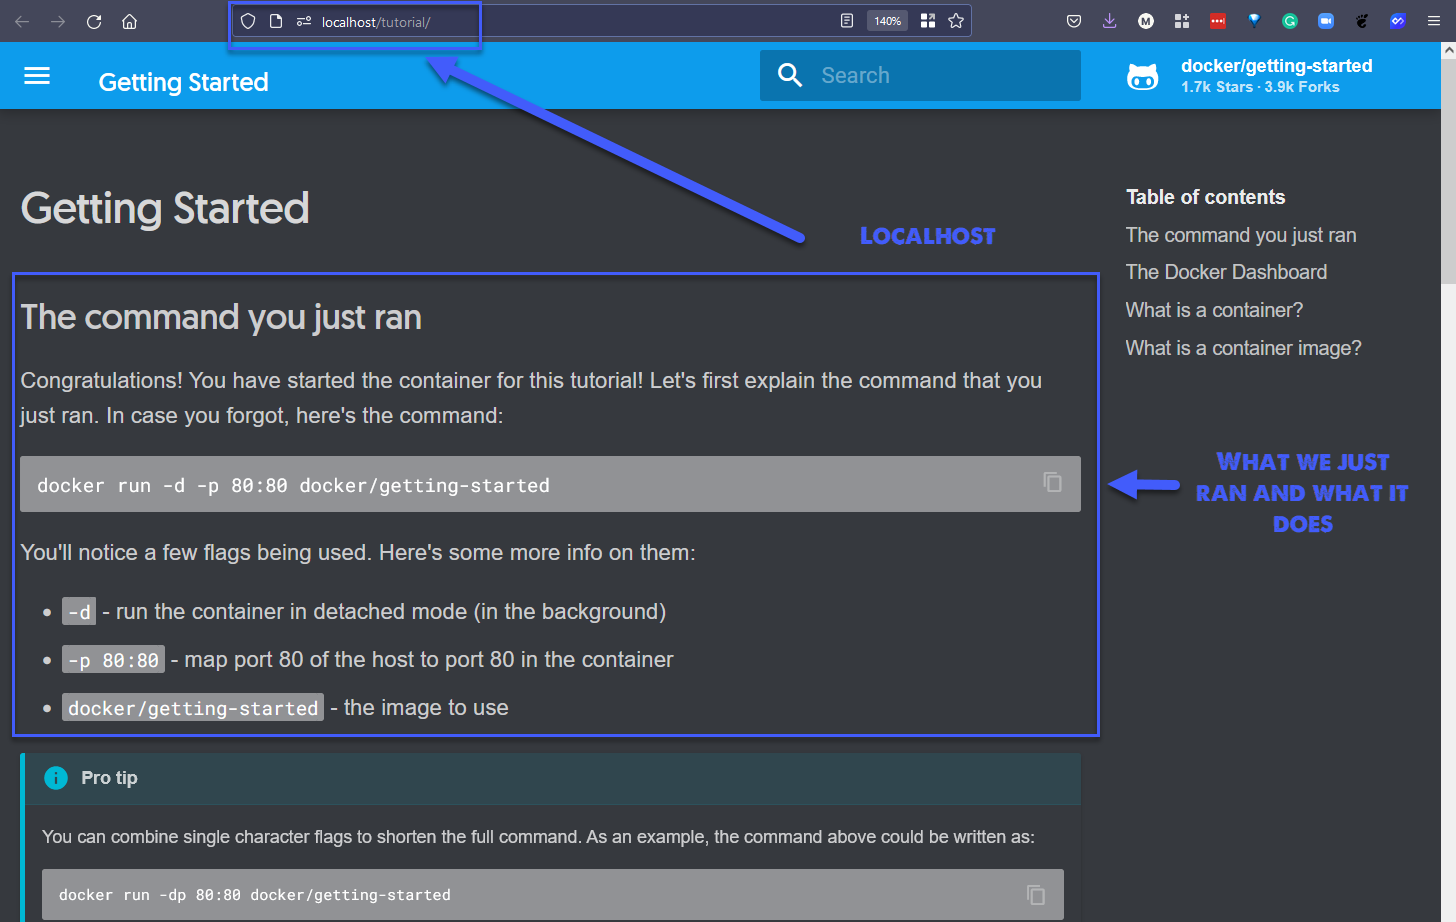 localhost/tutorial/
140%
Getting Started
Search
docker/getting-started
1.7k Stars · 3.9k Forks
Getting Started
LOCALHOST
Table of contents
The command you just ran
The Docker Dashboard
What is a container?
What is a container image?
The command you just ran
Congratulations! You have started the container for this tutorial! Let's first explain the command that you
just ran. In case you forgot, here's the command:
docker run -d -p 80:80 docker/getting-started
WHAT WE JUST
RAN AND WHAT IT
DOES
You'll notice a few flags being used. Here's some more info on them:
-d - run the container in detached mode (in the background)
-p 80:80 - map port 80 of the host to port 80 in the container
docker/getting-started - the image to use
Pro tip
You can combine single character flags to shorten the full command. As an example, the command above could be written as:
docker run -dp 80:80 docker/getting-started